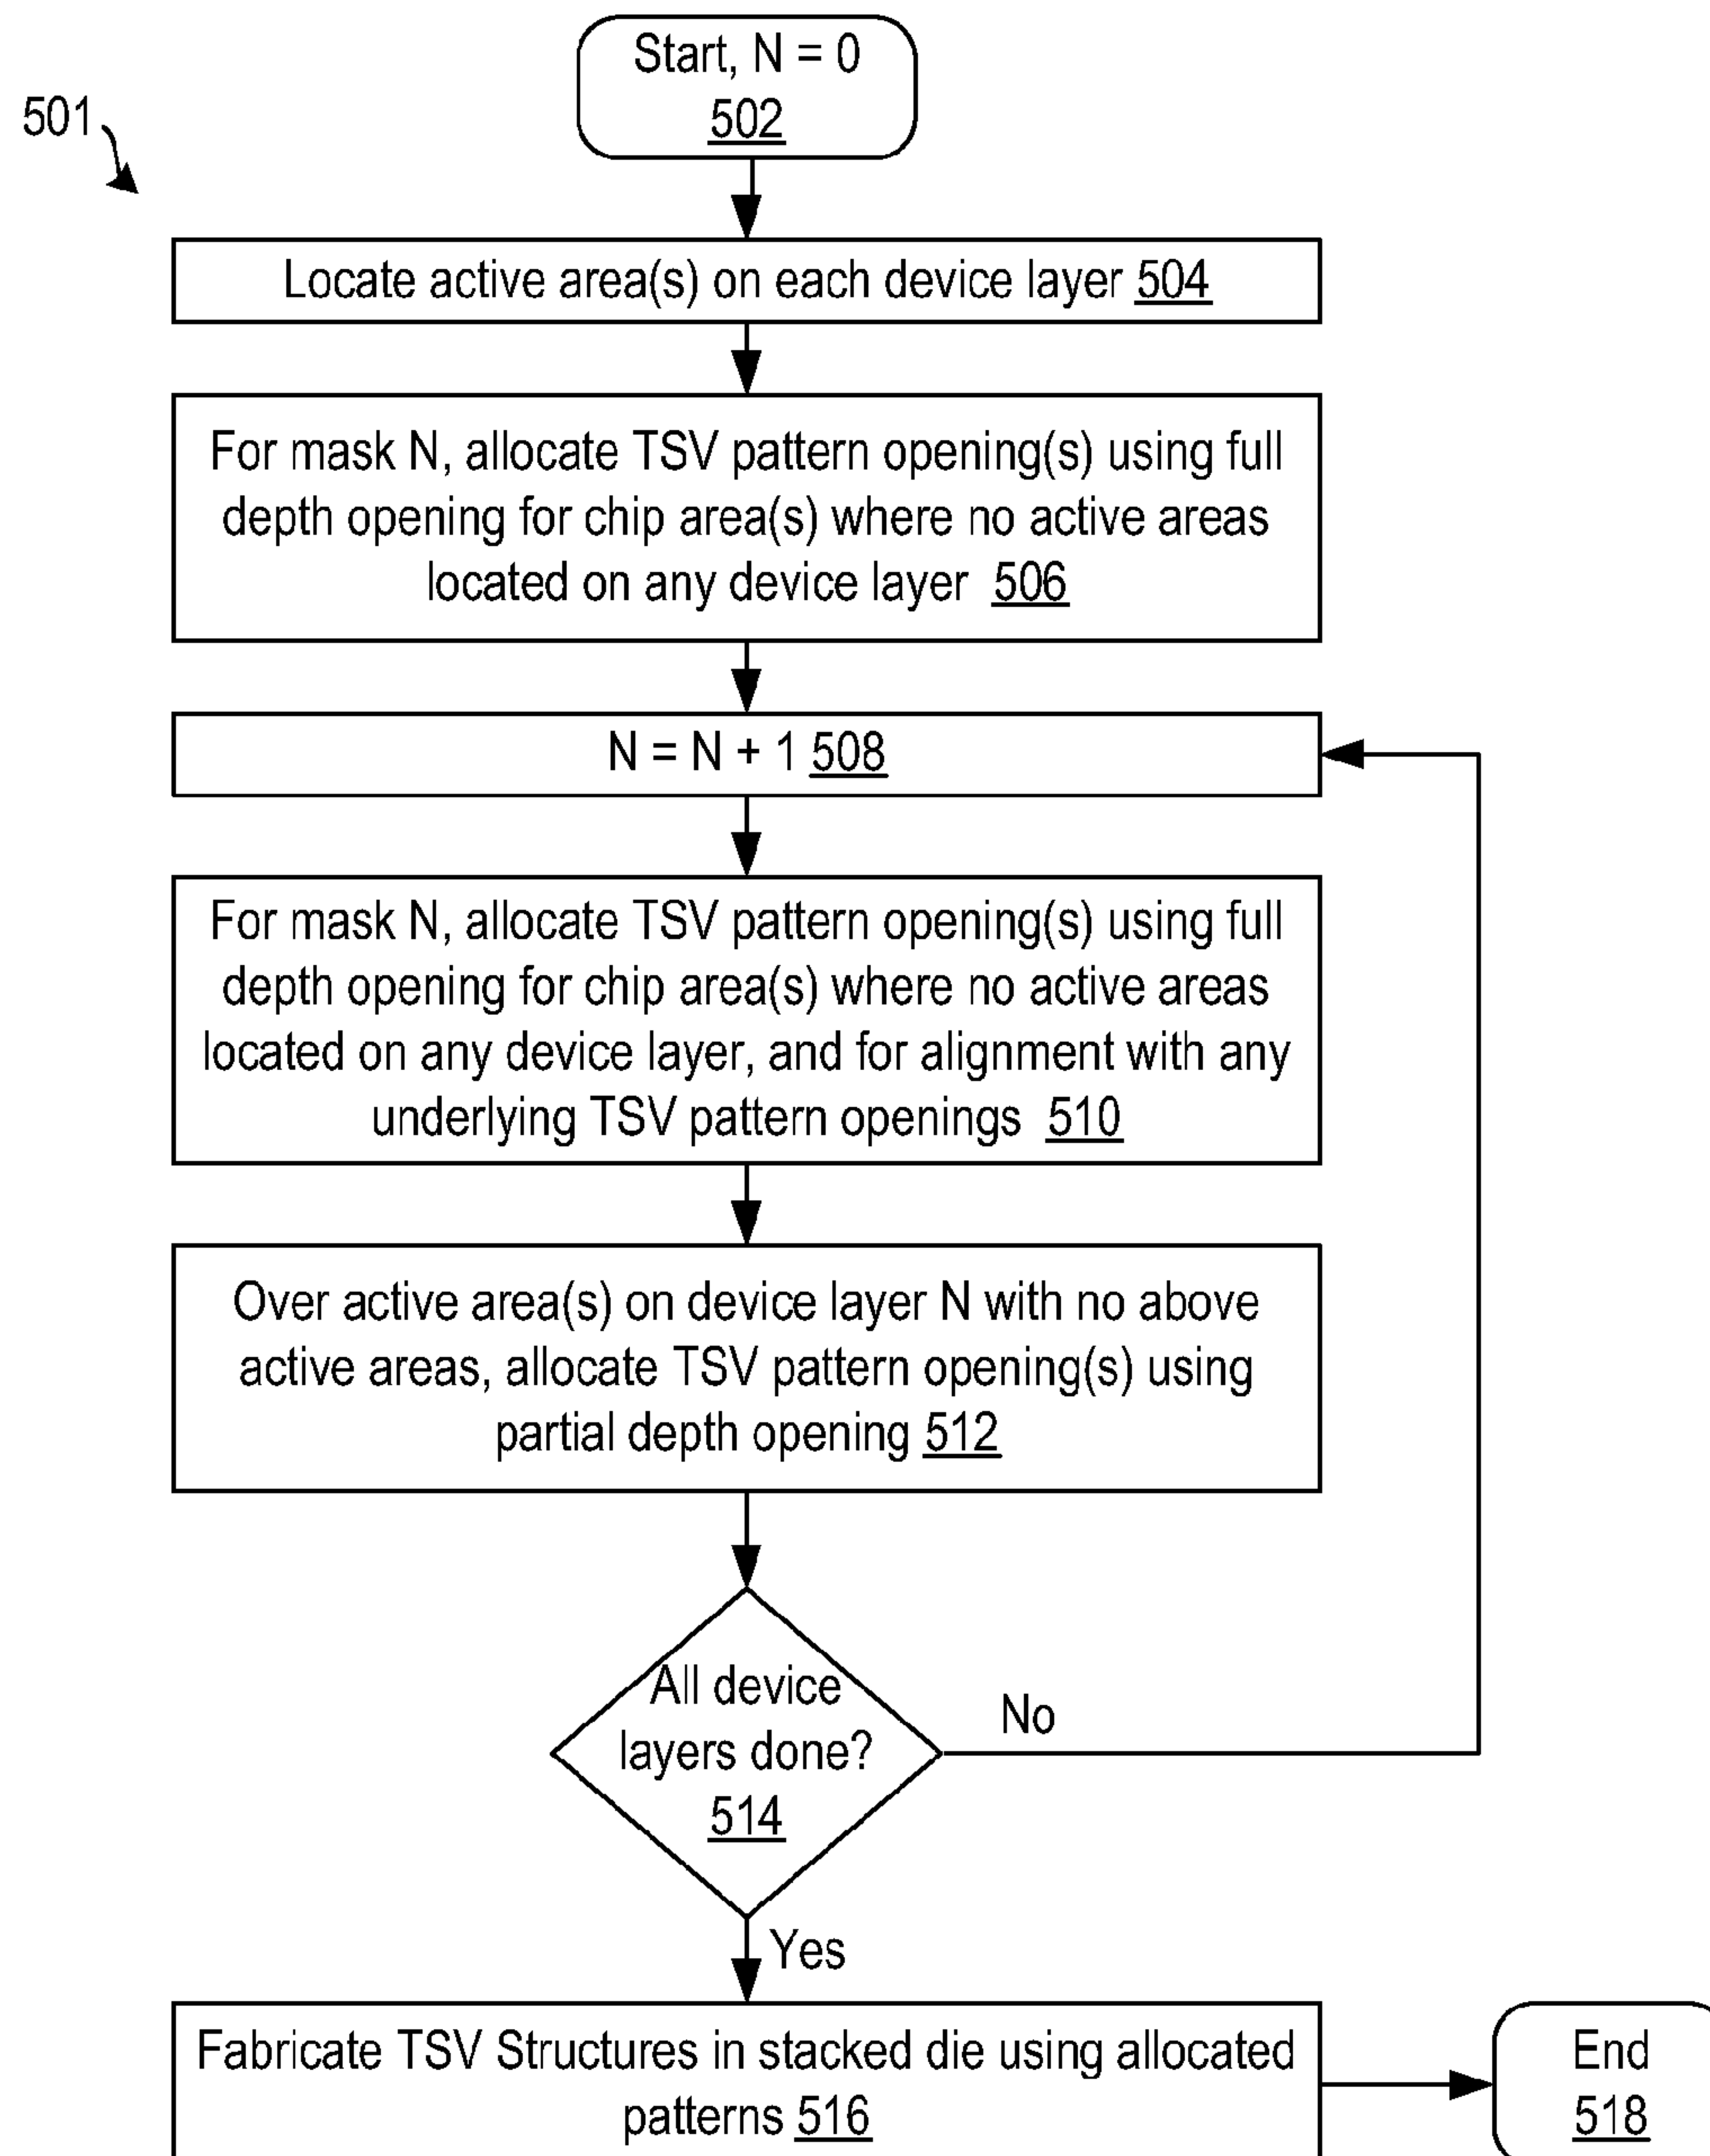 Start, N = 0
502
501
Locate active area(s) on each device layer 504
For mask N, allocate TSV pattern opening(s) using full
depth opening for chip area(s) where no active areas
located on any device layer 506
N = N + 1 508
For mask N, allocate TSV pattern opening(s) using full
depth opening for chip area(s) where no active areas
located on any device layer, and for alignment with any
underlying TSV pattern openings 510
Over active area(s) on device layer N with no above
active areas, allocate TSV pattern opening(s) using
partial depth opening 512
All device
layers done?
514
No
Yes
Fabricate TSV Structures in stacked die using allocated
patterns 516
End
518